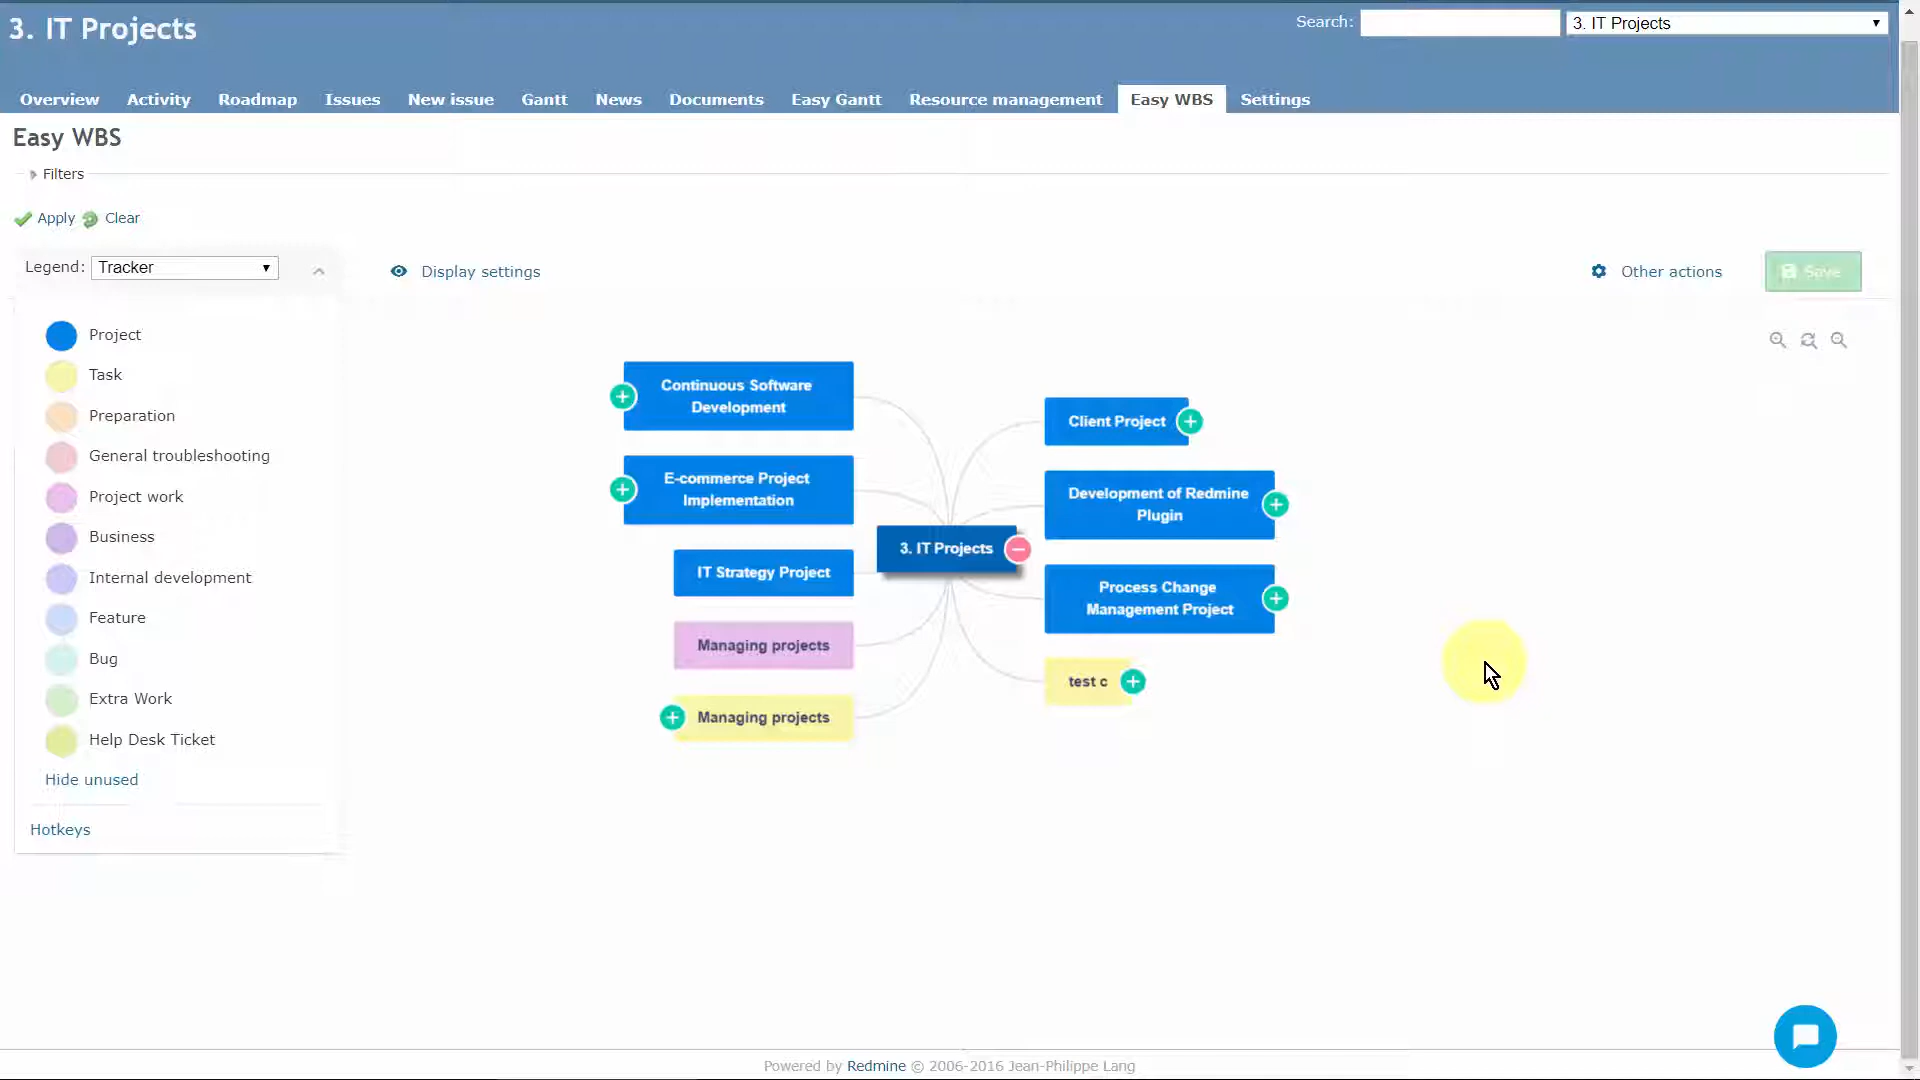 3. IT Projects
Search:
3. IT Projects
Overview Activity Roadmap Issues New issue Gantt News Documents Easy Gantt Resource management Easy WBS Settings
Easy WBS
Filters
Apply Clear
Legend: Tracker
Display settings
Other actions
Save
Project
Task
Preparation
General troubleshooting
Project work
Business
Internal development
Feature
Bug
Extra Work
Help Desk Ticket
Hide unused
Hotkeys
Continuous Software
Development
E-commerce Project
Implementation
IT Strategy Project
Managing projects
Managing projects
3. IT Projects
Client Project
Development of Redmine
Plugin
Process Change
Management Project
test c
Powered by Redmine © 2006-2016 Jean-Philippe Lang